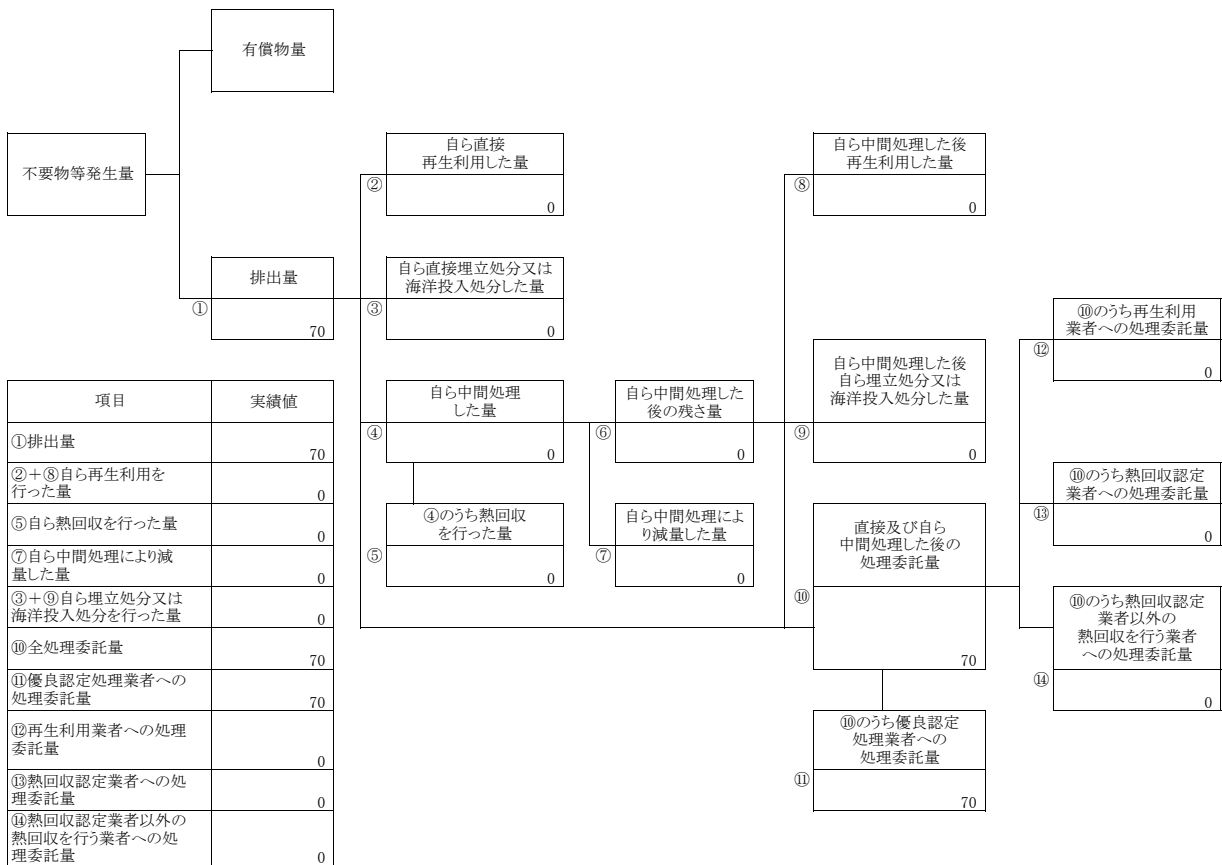 有償物量
不要物等発生量
自ら直接
再生利用した量
②
0
自ら中間処理した後
再生利用した量
⑧
0
排出量
①
70
自ら直接埋立処分又は
海洋投入処分した量
③
0
⑩のうち再生利用
業者への処理委託量
⑫
0
自ら中間処理
した量
④
0
自ら中間処理した
後の残さ量
⑥
0
自ら中間処理した後
自ら埋立処分又は
海洋投入処分した量
⑨
0
⑩のうち熱回収認定
業者への処理委託量
⑬
0
④のうち熱回収
を行った量
⑤
0
自ら中間処理によ
り減量した量
⑦
0
直接及び自ら
中間処理した後の
処理委託量
⑩
70
⑩のうち熱回収認定
業者以外の
熱回収を行う業者
への処理委託量
⑭
0
⑩のうち優良認定
処理業者への
処理委託量
⑪
70
項目 実績値
①排出量
70
②+⑧自ら再生利用を
行った量
0
⑤自ら熱回収を行った量
0
⑦自ら中間処理により減
量した量
0
③+⑨自ら埋立処分又は
海洋投入処分を行った量
0
⑩全処理委託量
70
⑪優良認定処理業者への
処理委託量
70
⑫再生利用業者への処理
委託量
0
⑬熱回収認定業者への処
理委託量
0
⑭熱回収認定業者以外の
熱回収を行う業者への処
理委託量
0